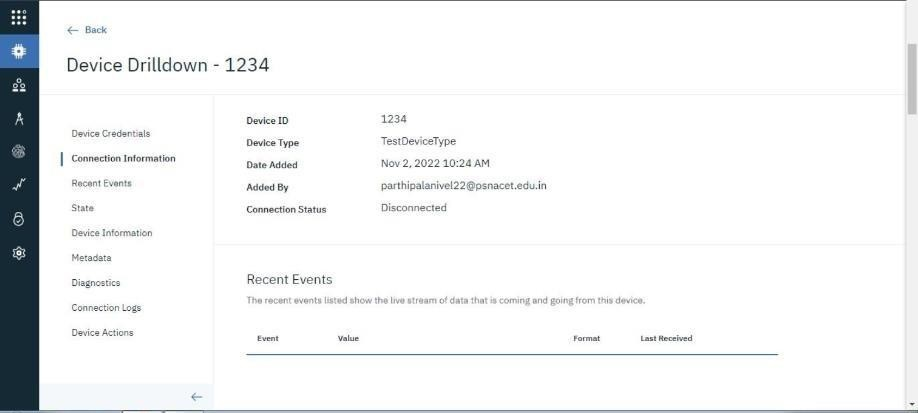 Back
Device Drilldown - 1234
Device Credentials
Connection Information
Recent Events
State
Device Information
Metadata
Diagnostics
Connection Logs
Device Actions
Device ID 1234
Device Type TestDeviceType
Date Added Nov 2, 2022 10:24 AM
Added By parthipalanivel22@psnacet.edu.in
Connection Status Disconnected
Recent Events
The recent events listed show the live stream of data that is coming and going from this device.
Event Value Format Last Received